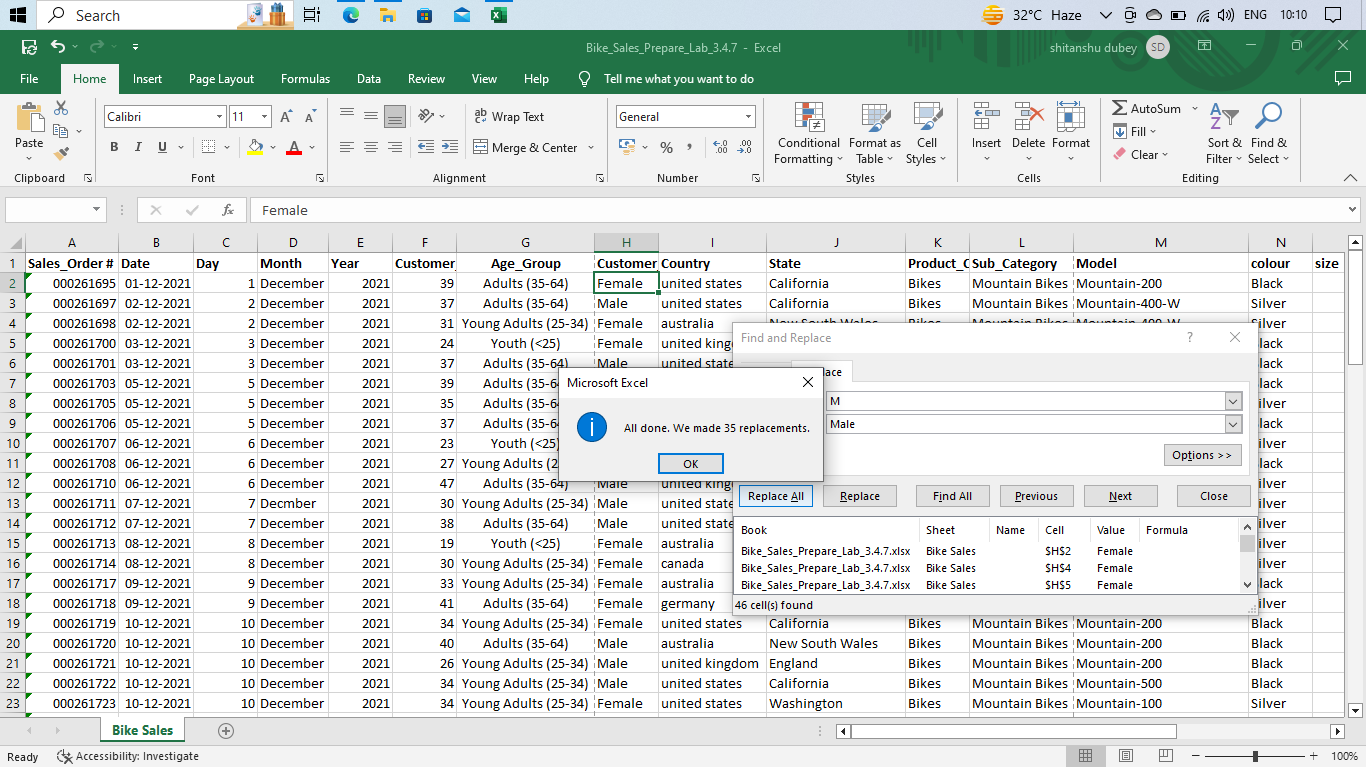 Search 32°C Haze ENG 10:10
Bike_Sales_Prepare_Lab_3.4.7 - Excel shitanshu dubey SD
File Home Insert Page Layout Formulas Data Review View Help Tell me what you want to do
Calibri 11 Wrap Text General AutoSum
Paste Conditional Formatting Format as Table Cell Styles Insert Delete Format Fill Sort & Filter Find & Select
B I U Merge & Center % Clear
Clipboard Font Alignment Number Styles Cells Editing
fx Female
A B C D E F G H I J K L M N
1 Sales_Order # Date Day Month Year Customer_ Age_Group Customer Country State Product_C Sub_Category Model colour size
2 000261695 01-12-2021 1 December 2021 39 Adults (35-64) Female united states California Bikes Mountain Bikes Mountain-200 Black
3 000261697 02-12-2021 2 December 2021 37 Adults (35-64) Male united states California Bikes Mountain Bikes Mountain-400-W Silver
4 000261698 02-12-2021 2 December 2021 31 Young Adults (25-34) Female australia New South Wales Bikes Mountain Bikes Mountain-400-W Silver
5 000261700 03-12-2021 3 December 2021 24 Youth (<25) Female united king lack
6 000261701 03-12-2021 3 December 2021 37 Adults (35-64) Male united state lack
7 000261703 05-12-2021 5 December 2021 39 Adults (35-6 lack
8 000261705 05-12-2021 5 December 2021 35 Adults (35-6 ilver
9 000261706 05-12-2021 5 December 2021 37 Adults (35-6 lack
10 000261707 06-12-2021 6 December 2021 23 Youth (<25) ilver
11 000261708 06-12-2021 6 December 2021 27 Young Adults (2 lack
12 000261710 06-12-2021 6 December 2021 47 Adults (35-64) Male united king lack
13 000261711 07-12-2021 7 Decmber 2021 30 Young Adults (25-34) Male united state ilver
14 000261712 07-12-2021 7 December 2021 38 Adults (35-64) Male united state ilver
15 000261713 08-12-2021 8 December 2021 19 Youth (<25) Female australia ilver
16 000261714 08-12-2021 8 December 2021 30 Young Adults (25-34) Female canada ilver
17 000261717 09-12-2021 9 December 2021 33 Young Adults (25-34) Female australia lack
18 000261718 09-12-2021 9 December 2021 41 Adults (35-64) Female germany ilver
19 000261719 10-12-2021 10 December 2021 34 Young Adults (25-34) Female united states California Bikes Mountain Bikes Mountain-200 Black
20 000261720 10-12-2021 10 December 2021 40 Adults (35-64) Male australia New South Wales Bikes Mountain Bikes Mountain-200 Black
21 000261721 10-12-2021 10 December 2021 26 Young Adults (25-34) Male united kingdom England Bikes Mountain Bikes Mountain-200 Black
22 000261722 10-12-2021 10 December 2021 34 Young Adults (25-34) Male united states California Bikes Mountain Bikes Mountain-500 Black
23 000261723 10-12-2021 10 December 2021 34 Young Adults (25-34) Female united states Washington Bikes Mountain Bikes Mountain-100 Silver
Find and Replace ?
lace
M
Male
Options >>
Replace All Replace Find All Previous Next Close
Book Sheet Name Cell Value Formula
Bike_Sales_Prepare_Lab_3.4.7.xlsx Bike Sales $H$2 Female
Bike_Sales_Prepare_Lab_3.4.7.xlsx Bike Sales $H$4 Female
Bike_Sales_Prepare_Lab_3.4.7.xlsx Bike Sales $H$5 Female
46 cell(s) found
Microsoft Excel
All done. We made 35 replacements.
OK
Bike Sales
Ready Accessibility: Investigate 100%